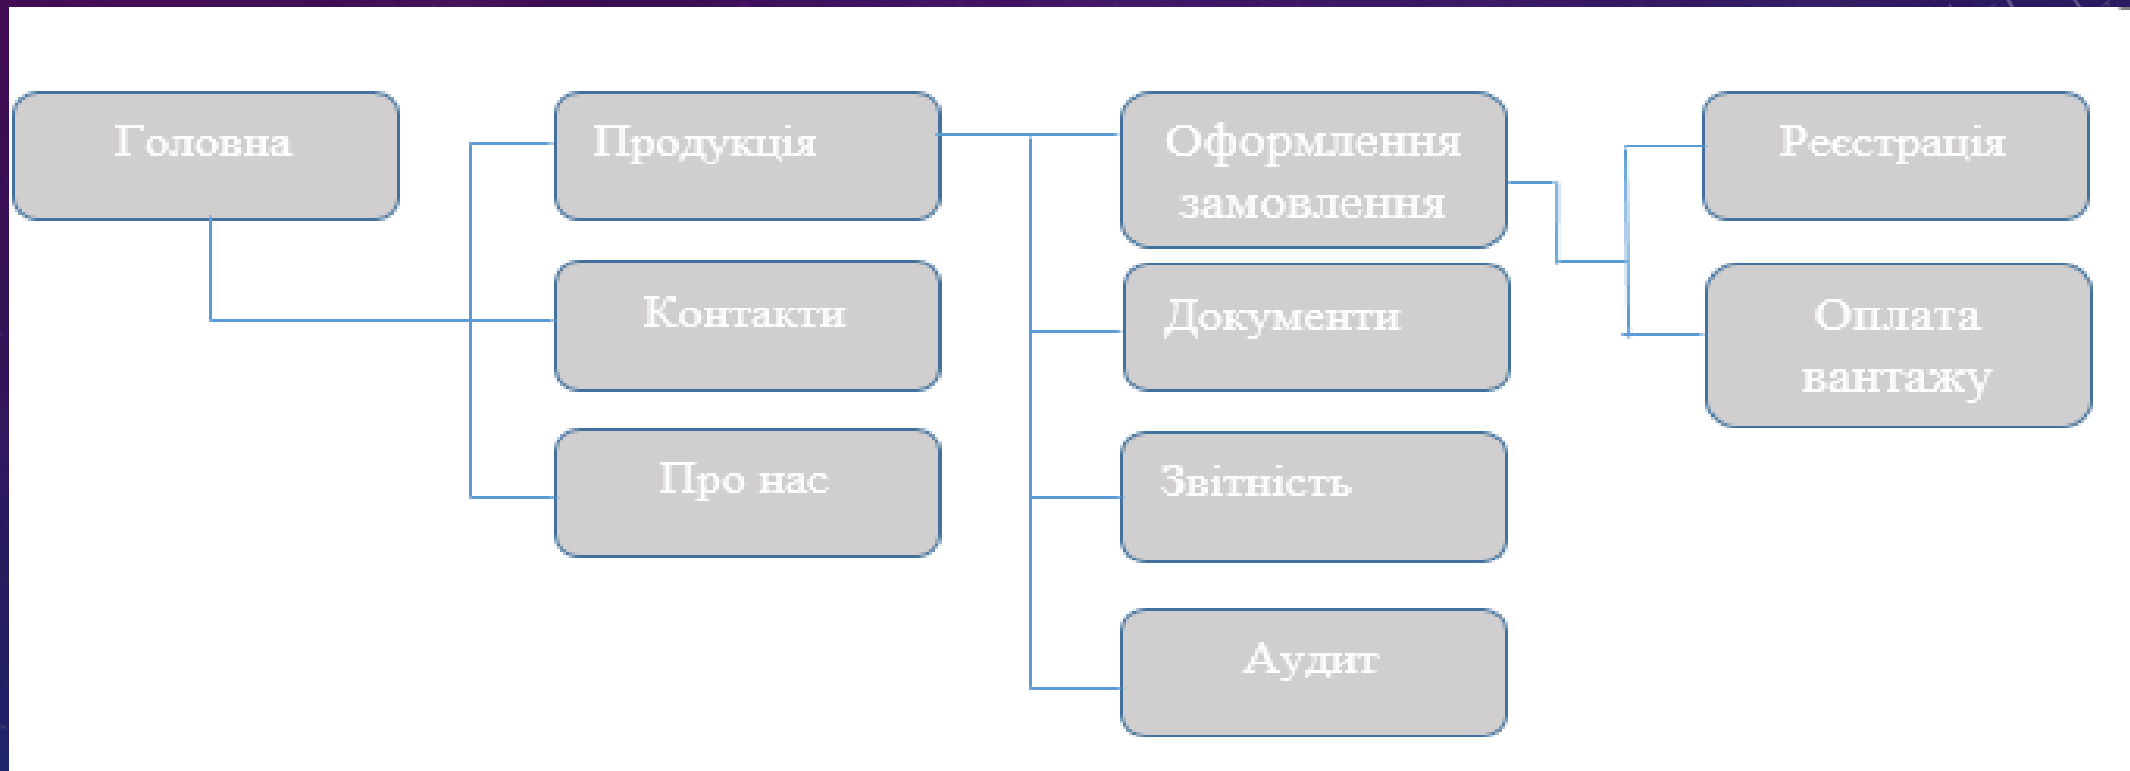 Головна
Продукція
Контакти
Про нас
Оформлення
замовлення
Документи
Звітність
Аудит
Реєстрація
Оплата
вантажу